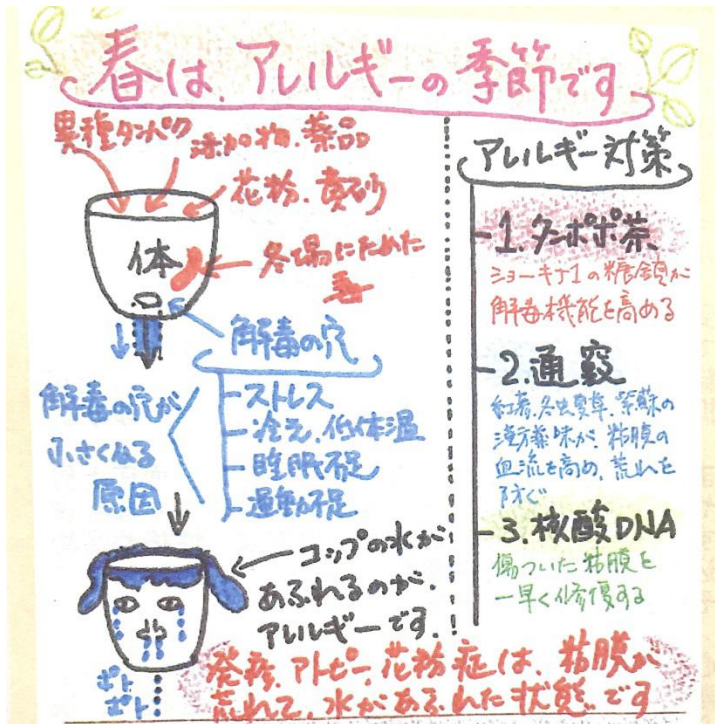 春は、アレルギーの季節です
異種タンパク
添加物、薬品
花粉、黄砂
体
冬場にためた
毒
解毒の穴
解毒の穴が
小さくなる
原因
ストレス
冷え、低体温
睡眠不足
運動不足
コップの水が
あふれるのが、
アレルギーです。
ポト
ポト
アレルギー対策
1.タンポポ茶
ショーキT1の糖鎖が
解毒機能を高める
2.通竅
紅参、冬虫夏草、紫蘇の
漢方薬味が、粘膜の
血流を高め、荒れを
防ぐ
3.核酸DNA
傷ついた粘膜を
一早く修復する
発疹、アトピー、花粉症は、粘膜が
荒れて、水があふれた状態です